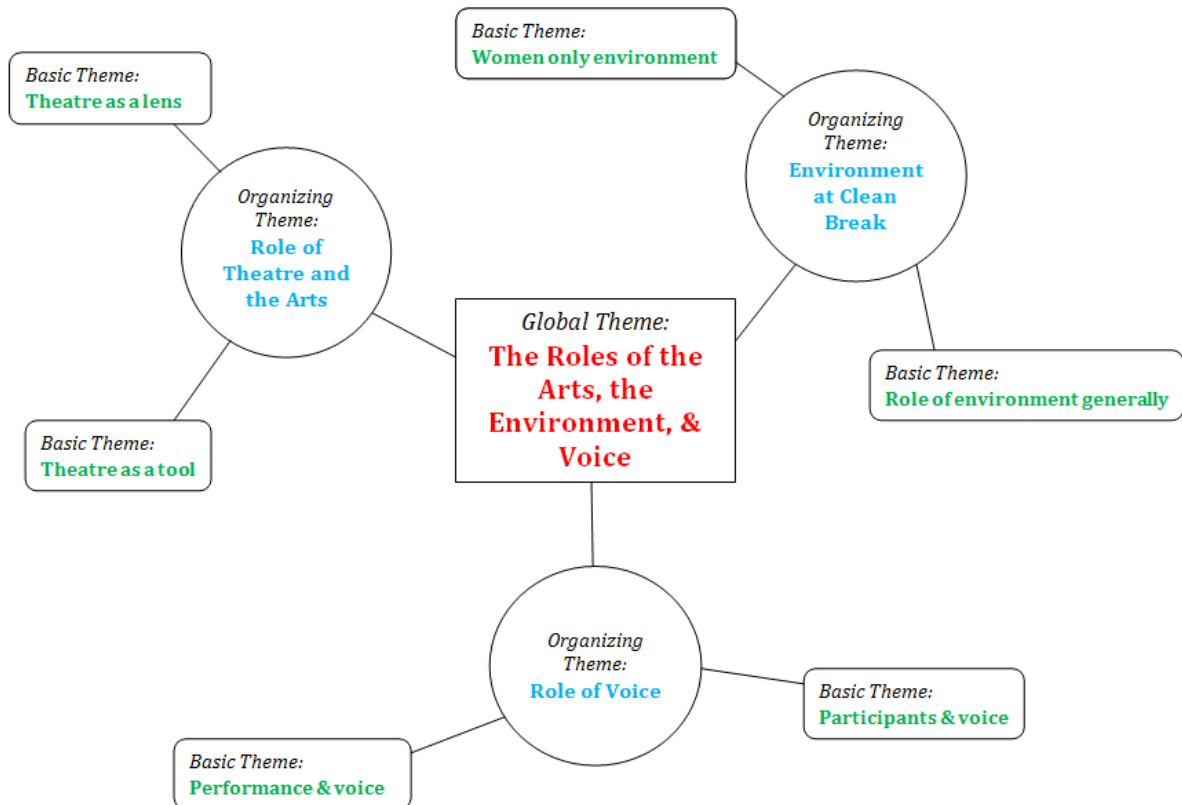 Basic Theme:
Women only environment
Basic Theme:
Theatre as a lens
Organizing
Theme:
Environment
at Clean
Break
Organizing
Theme:
Role of
Theatre and
the Arts
Global Theme:
The Roles of the
Arts, the
Environment, &
Voice
Basic Theme:
Role of environment generally
Basic Theme:
Theatre as a tool
Organizing
Theme:
Role of Voice
Basic Theme:
Participants & voice
Basic Theme:
Performance & voice